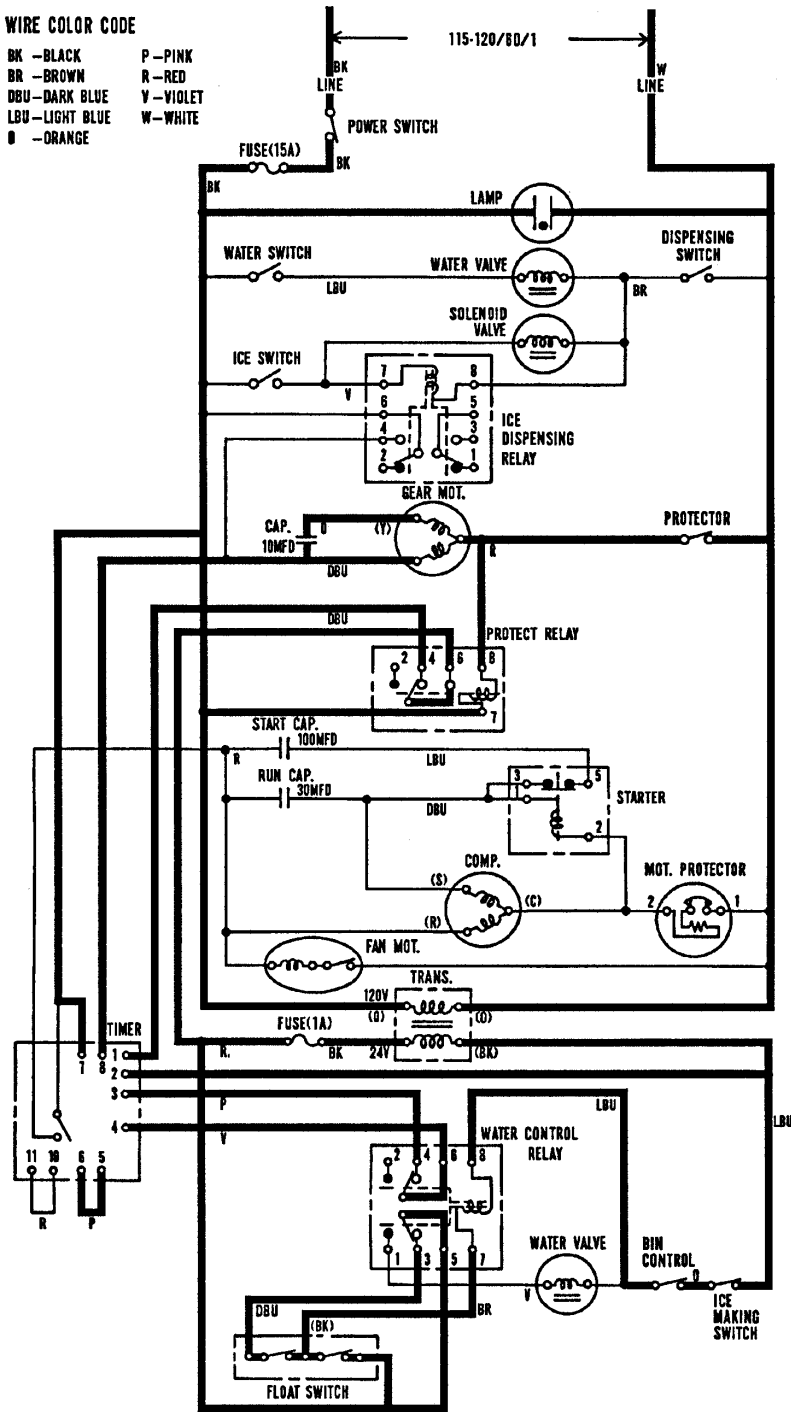 WIRE COLOR CODE
BK -BLACK P-PINK
BR -BROWN R-RED
DBU-DARK BLUE V-VIOLET
LBU-LIGHT BLUE W-WHITE
O -ORANGE
115-120/60/1
BK
LINE
W
LINE
POWER SWITCH
FUSE(15A)
BK
BK
LAMP
WATER SWITCH
LBU
WATER VALVE
DISPENSING
SWITCH
BR
SOLENOID
VALVE
ICE SWITCH
V
7 8
6 5
4 3
2 1
ICE
DISPENSING
RELAY
GEAR MOT.
CAP.
10MFD
O
(Y)
DBU
R
PROTECTOR
DBU
PROTECT RELAY
2 4 6 8
7
START CAP.
100MFD
R
LBU
RUN CAP.
30MFD
DBU
3 5
1
2
STARTER
COMP.
(S)
(R)
(C)
MOT. PROTECTOR
2 1
FAN MOT.
TRANS.
120V
(O) (O)
FUSE(1A)
R.
BK
24V
(BK)
TIMER
7 8 1
2
3
4
P
V
11 10 6 5
R P
LBU
LBU
WATER CONTROL
RELAY
2 4 6 8
1 3 5 7
WATER VALVE
V
BIN
CONTROL
O
ICE
MAKING
SWITCH
DBU
(BK)
BR
FLOAT SWITCH